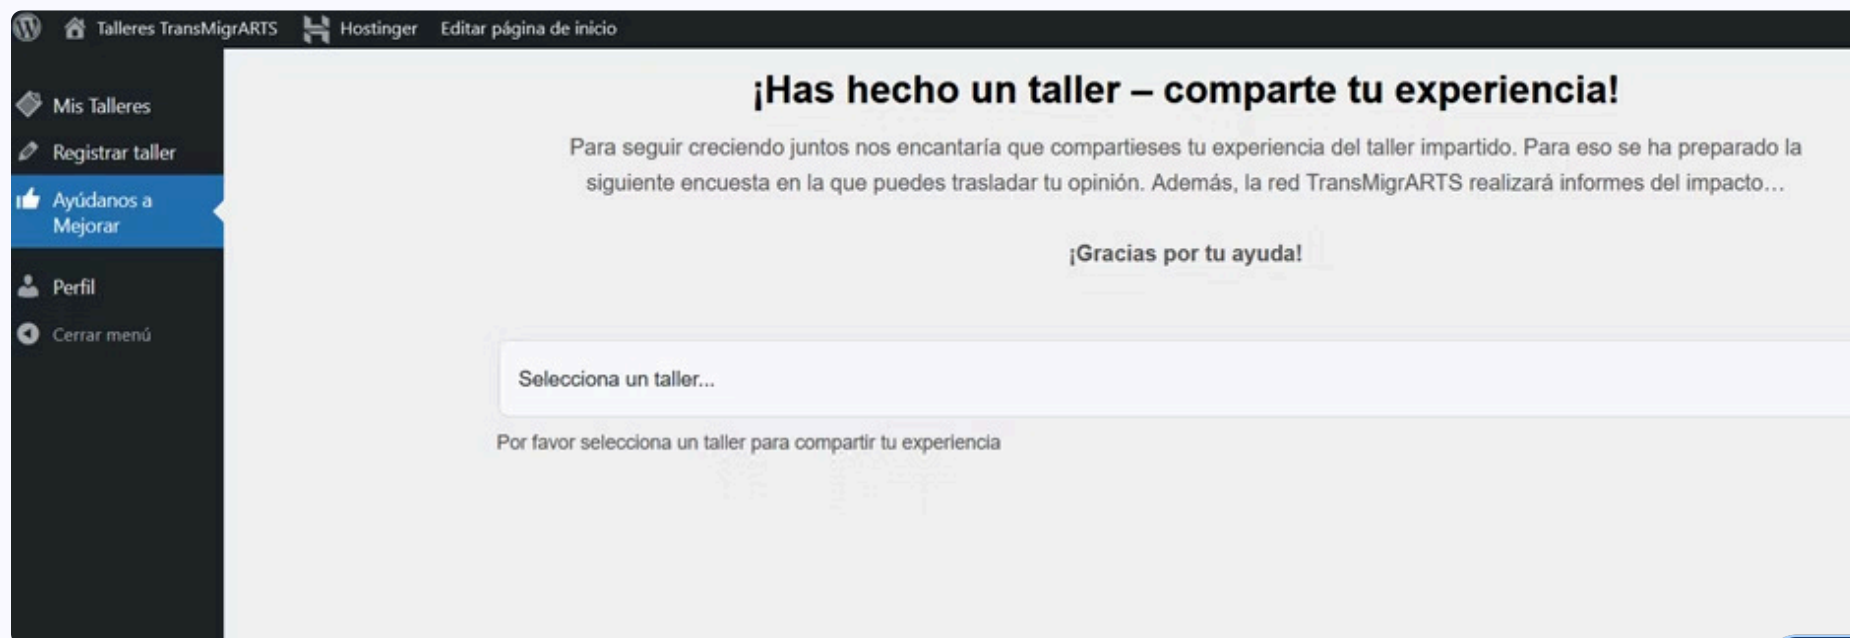 Talleres TransMigrARTS Hostinger Editar página de inicio
Mis Talleres
Registrar taller
Ayúdanos a
Mejorar
Perfil
Cerrar menú
¡Has hecho un taller – comparte tu experiencia!
Para seguir creciendo juntos nos encantaría que compartieses tu experiencia del taller impartido. Para eso se ha preparado la
siguiente encuesta en la que puedes trasladar tu opinión. Además, la red TransMigrARTS realizará informes del impacto…
¡Gracias por tu ayuda!
Selecciona un taller...
Por favor selecciona un taller para compartir tu experiencia